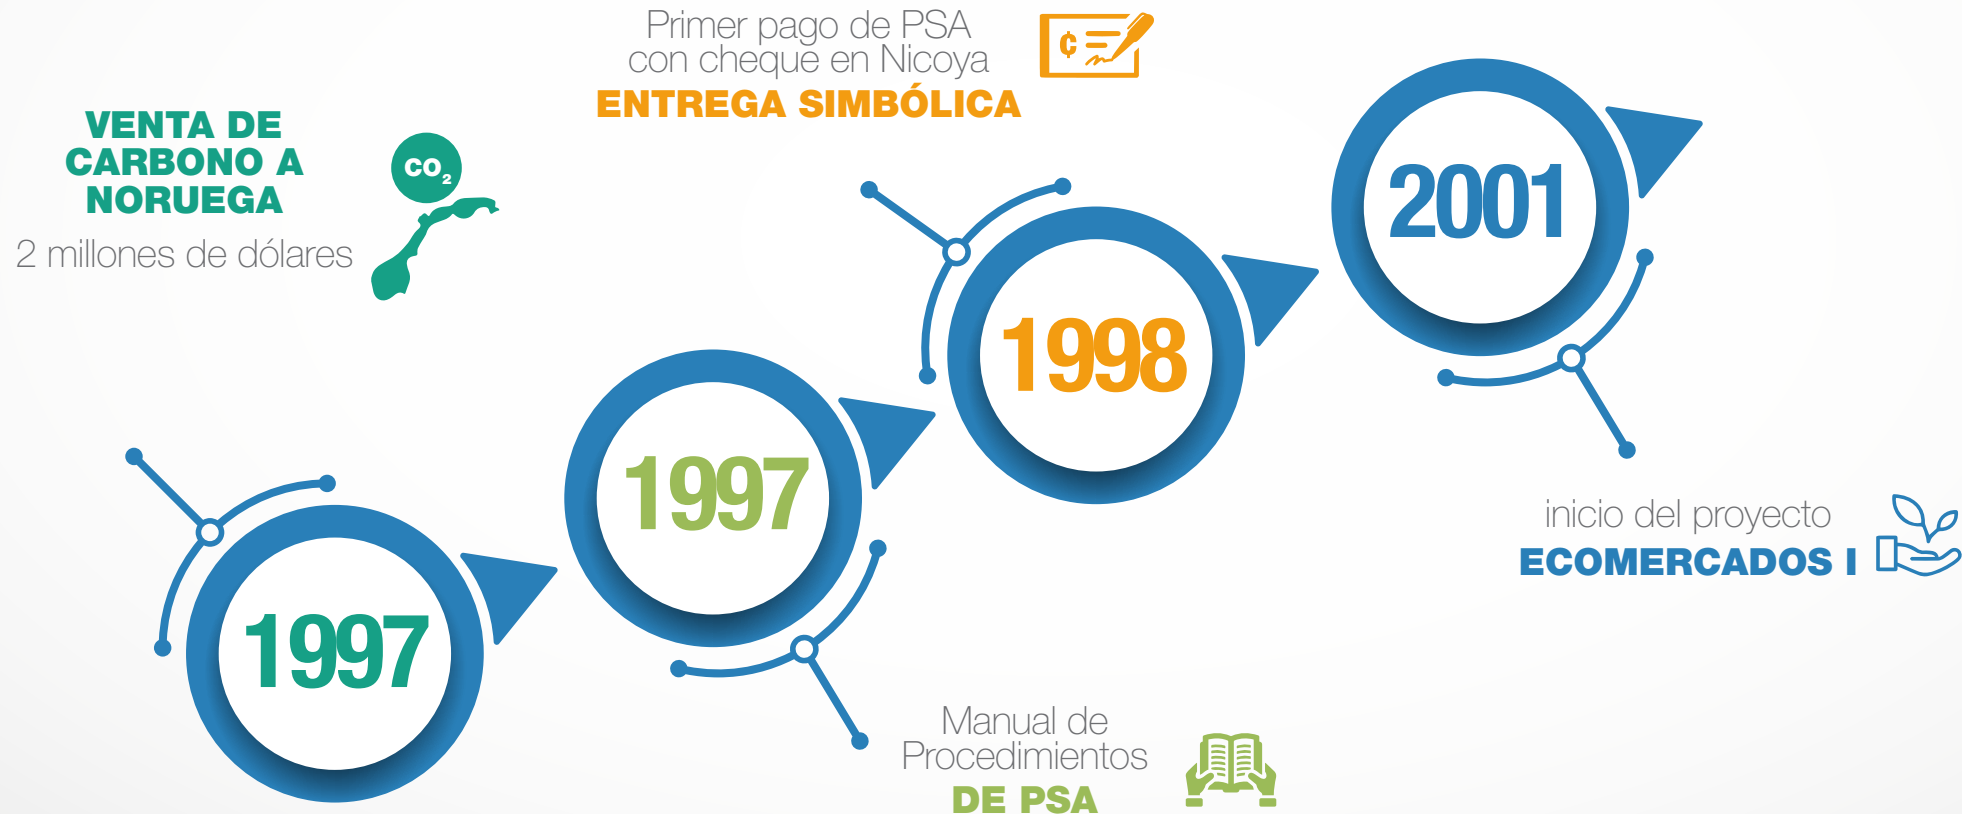 VENTA DE
CARBONO A
NORUEGA
2 millones de dólares
CO2
1997
1997
Manual de
Procedimientos
DE PSA
Primer pago de PSA
con cheque en Nicoya
ENTREGA SIMBÓLICA
¢
1998
2001
inicio del proyecto
ECOMERCADOS I